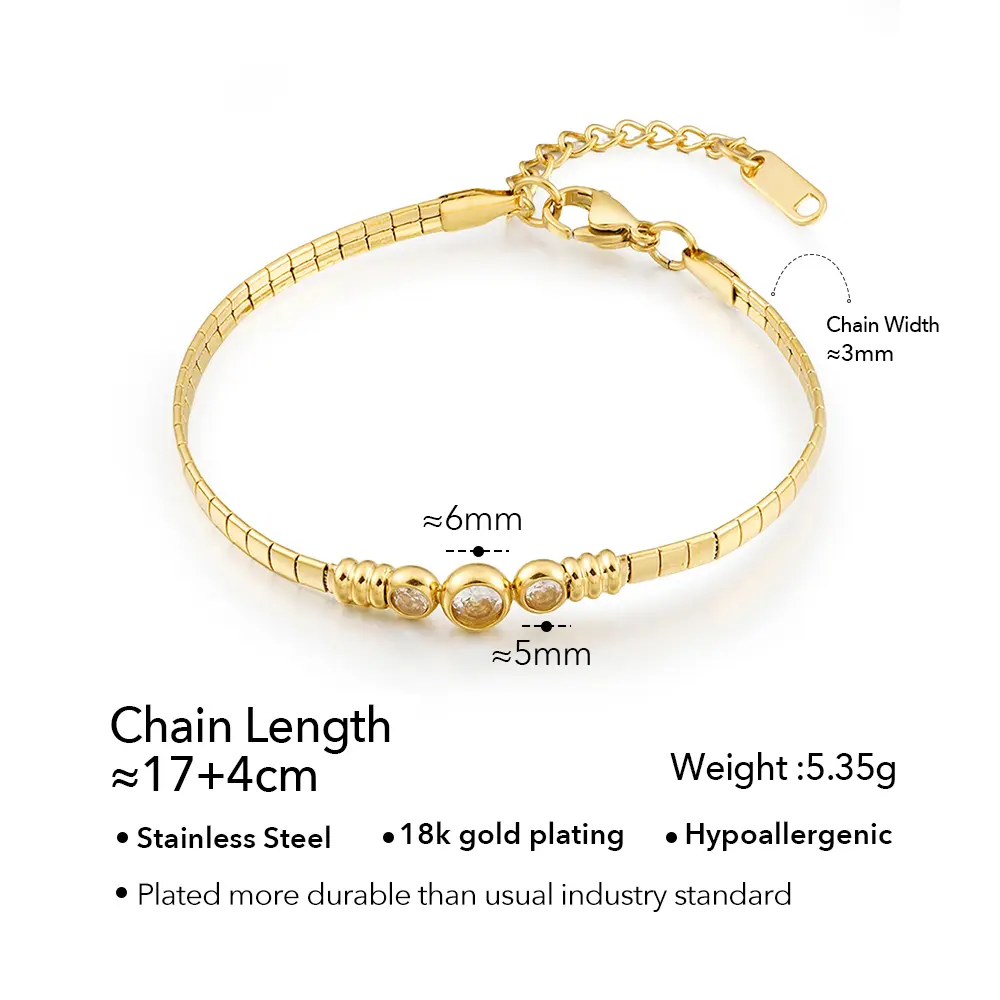 Chain Width
≈3mm
≈6mm
≈5mm
Chain Length
≈17+4cm
Weight :5.35g
• Stainless Steel
• 18k gold plating
• Hypoallergenic
• Plated more durable than usual industry standard